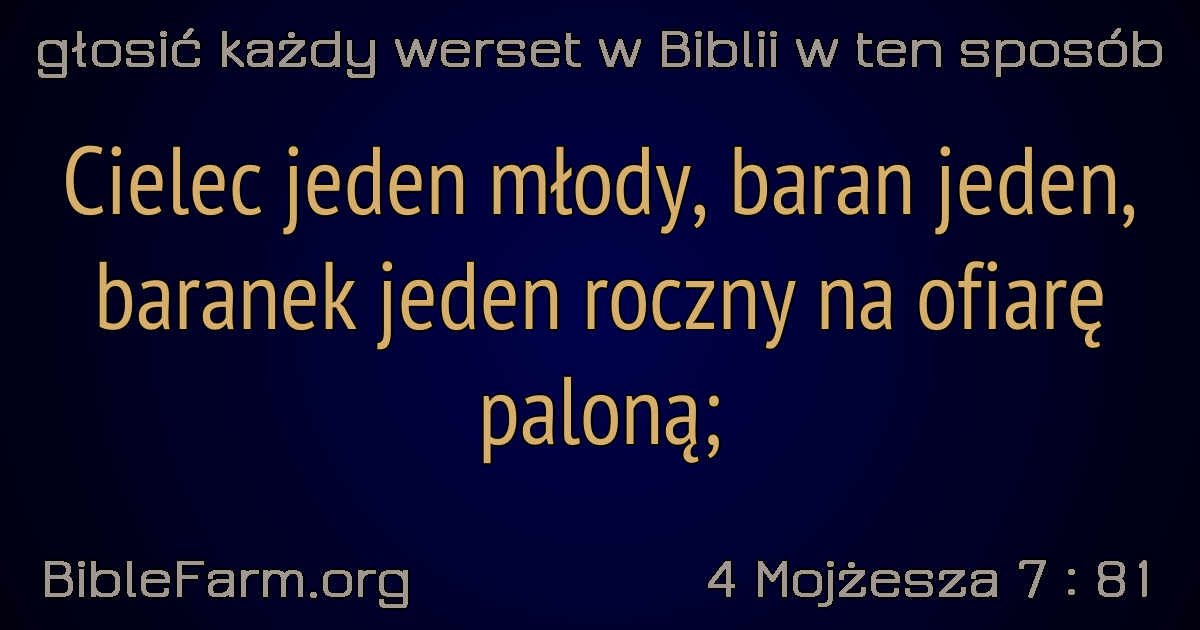 głosić każdy werset w Biblii w ten sposób
Cielec jeden młody, baran jeden,
baranek jeden roczny na ofiarę
paloną;
BibleFarm.org
4 Mojżesza 7 : 81